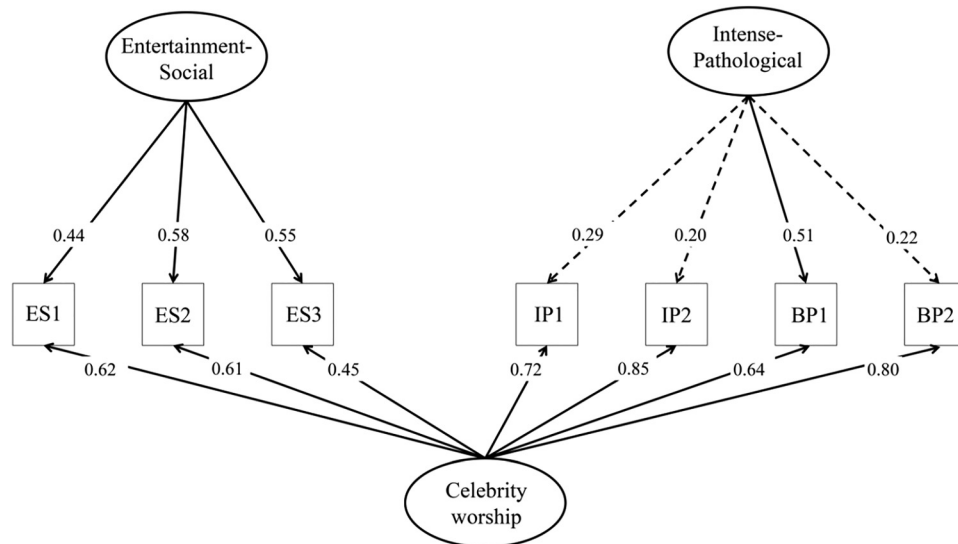 Entertainment-
Social
Intense-
Pathological
0.44
0.58
0.55
0.29
0.20
0.51
0.22
ES1
ES2
ES3
IP1
IP2
BP1
BP2
0.62
0.61
0.45
0.72
0.85
0.64
0.80
Celebrity
worship